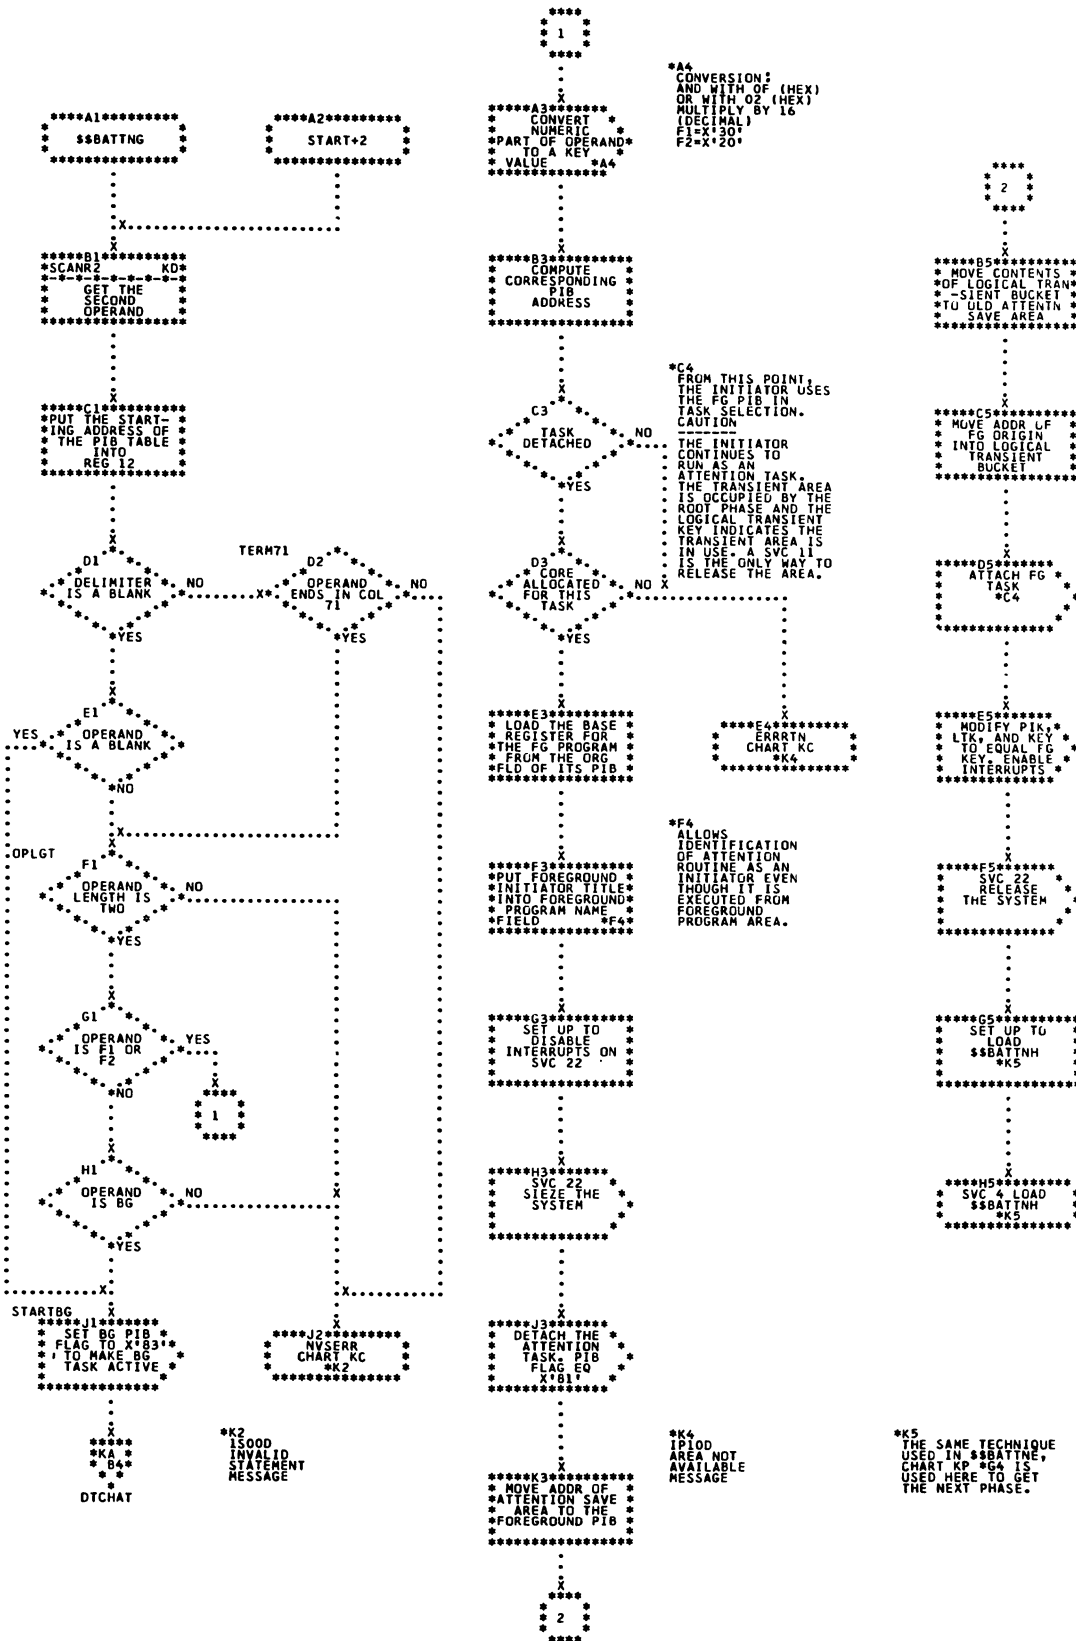 1
*A4
CONVERSION:
AND WITH OF (HEX)
OR WITH 02 (HEX)
MULTIPLY BY 16
(DECIMAL)
F1=X'30'
F2=X'20'
A1
$$BATTNG
A2
START+2
A3
CONVERT
NUMERIC
PART OF OPERAND
TO A KEY
VALUE *A4
2
B1
SCANR2 KD
GET THE
SECOND
OPERAND
B3
COMPUTE
CORRESPONDING
PIB
ADDRESS
B5
MOVE CONTENTS
OF LOGICAL TRAN
-SIENT BUCKET
TO OLD ATTENTN
SAVE AREA
C1
PUT THE START-
ING ADDRESS OF
THE PIB TABLE
INTO
REG 12
C3
TASK
DETACHED
NO
YES
*C4
FROM THIS POINT,
THE INITIATOR USES
THE FG PIB IN
TASK SELECTION.
CAUTION
-------
THE INITIATOR
CONTINUES TO
RUN AS AN
ATTENTION TASK.
THE TRANSIENT AREA
IS OCCUPIED BY THE
ROOT PHASE AND THE
LOGICAL TRANSIENT
KEY INDICATES THE
TRANSIENT AREA IS
IN USE. A SVC 11
IS THE ONLY WAY TO
RELEASE THE AREA.
C5
MOVE ADDR OF
FG ORIGIN
INTO LOGICAL
TRANSIENT
BUCKET
D1
DELIMITER
IS A BLANK
NO
YES
TERM71
D2
OPERAND
ENDS IN COL
71
NO
YES
D3
CORE
ALLOCATED
FOR THIS
TASK
NO
YES
D5
ATTACH FG
TASK
*C4
E1
OPERAND
IS A BLANK
YES
NO
E3
LOAD THE BASE
REGISTER FOR
THE FG PROGRAM
FROM THE ORG
FLD OF ITS PIB
E4
ERRRTN
CHART KC
*K4
E5
MODIFY PIK,
LTK, AND KEY
TO EQUAL FG
KEY. ENABLE
INTERRUPTS
OPLGT
F1
OPERAND
LENGTH IS
TWO
NO
YES
F3
PUT FOREGROUND
INITIATOR TITLE
INTO FOREGROUND
PROGRAM NAME
FIELD *F4
*F4
ALLOWS
IDENTIFICATION
OF ATTENTION
ROUTINE AS AN
INITIATOR EVEN
THOUGH IT IS
EXECUTED FROM
FOREGROUND
PROGRAM AREA.
F5
SVC 22
RELEASE
THE SYSTEM
G1
OPERAND
IS F1 OR
F2
YES
NO
1
G3
SET UP TO
DISABLE
INTERRUPTS ON
SVC 22
G5
SET UP TO
LOAD
$$BATTNH
*K5
H1
OPERAND
IS BG
NO
YES
H3
SVC 22
SIEZE THE
SYSTEM
H5
SVC 4 LOAD
$$BATTNH
*K5
STARTBG
J1
SET BG PIB
FLAG TO X'83'
TO MAKE BG
TASK ACTIVE
J2
NVSERR
CHART KC
*K2
J3
DETACH THE
ATTENTION
TASK. PIB
FLAG EQ
X'81'
KA
B4
DTCHAT
*K2
1S00D
INVALID
STATEMENT
MESSAGE
K3
MOVE ADDR OF
ATTENTION SAVE
AREA TO THE
FOREGROUND PIB
*K4
IP10D
AREA NOT
AVAILABLE
MESSAGE
*K5
THE SAME TECHNIQUE
USED IN $$BATTNE,
CHART KP *G4 IS
USED HERE TO GET
THE NEXT PHASE.
2